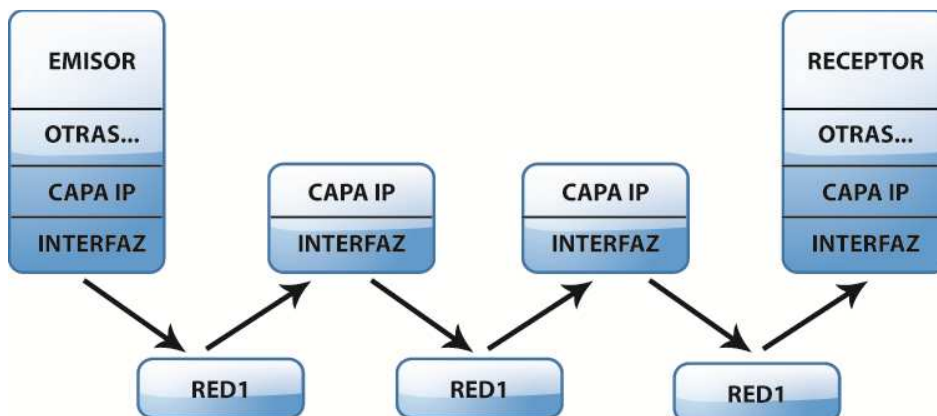 EMISOR
OTRAS...
CAPA IP
INTERFAZ
CAPA IP
INTERFAZ
CAPA IP
INTERFAZ
RECEPTOR
OTRAS...
CAPA IP
INTERFAZ
RED1
RED1
RED1